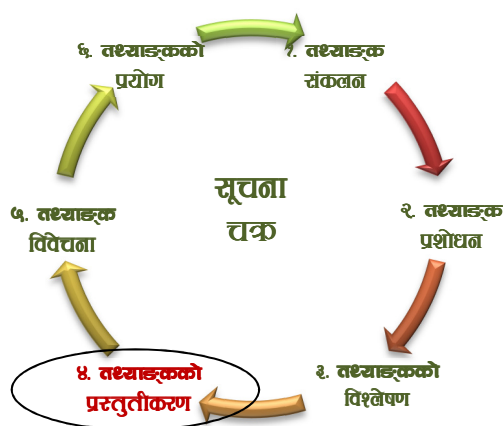 सूचना
चक्र
१. तथ्याङ्क
संकलन
२. तथ्याङ्क
प्रशोधन
३. तथ्याङ्कको
विश्लेषण
४. तथ्याङ्कको
प्रस्तुतीकरण
५. तथ्याङ्क
विवेचना
६. तथ्याङ्कको
प्रयोग